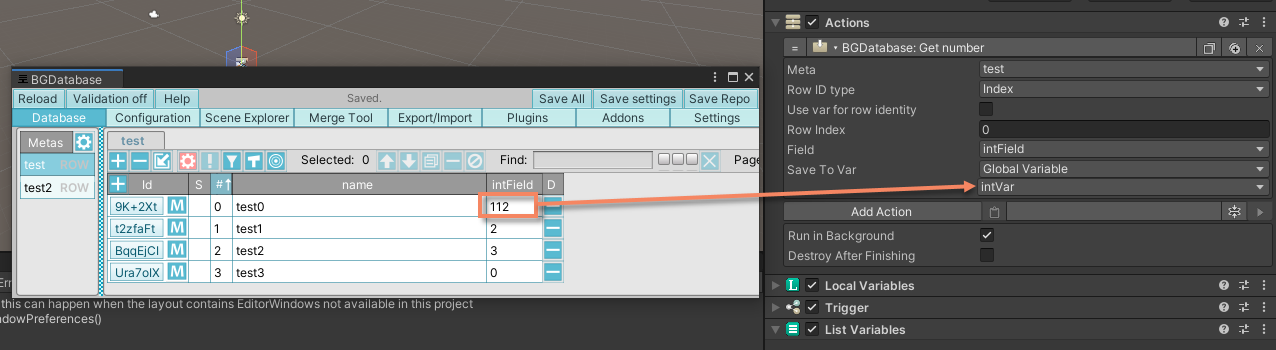 BGDatabase
Reload Validation off Help Saved. Save All Save settings Save Repo
Database Configuration Scene Explorer Merge Tool Export/Import Plugins Addons Settings
Metas
test ROW
test2 ROW
test
Selected: 0 Find: Page
Id S # name intField D
9K+2Xt M 0 test0 112
t2zfaFt M 1 test1 2
BqqEjCl M 2 test2 3
Ura7olX M 3 test3 0
Err
this can happen when the layout contains EditorWindows not available in this project
ndowPreferences()
Actions
BGDatabase: Get number
Meta test
Row ID type Index
Use var for row identity
Row Index 0
Field intField
Save To Var Global Variable
intVar
Add Action
Run in Background
Destroy After Finishing
Local Variables
Trigger
List Variables